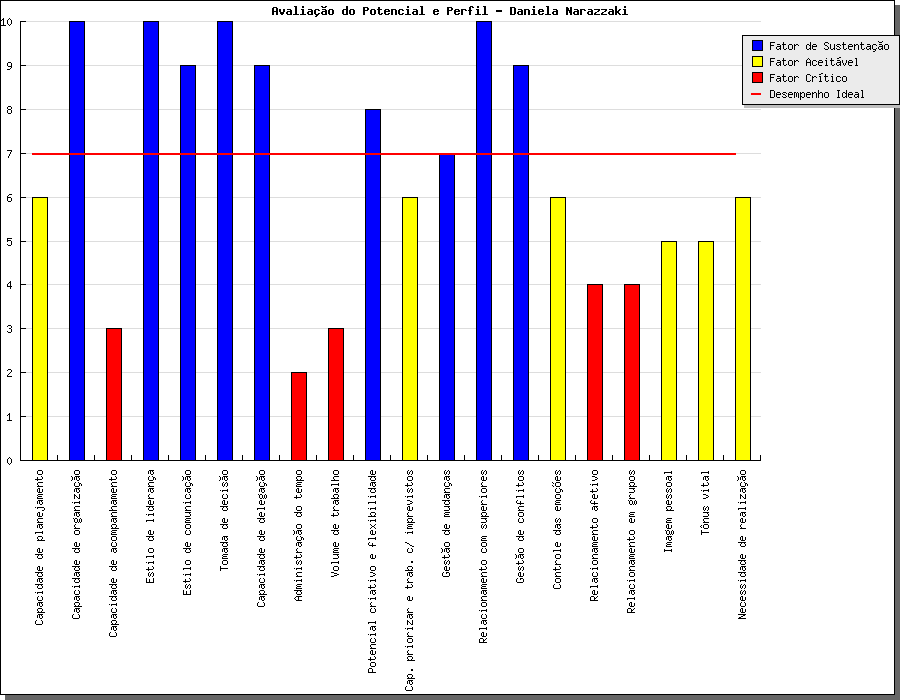 Avaliação do Potencial e Perfil - Daniela Narazzaki
10
9
8
7
6
5
4
3
2
1
0
Fator de Sustentação
Fator Aceitável
Fator Crítico
Desempenho Ideal
Capacidade de planejamento
Capacidade de organização
Capacidade de acompanhamento
Estilo de liderança
Estilo de comunicação
Tomada de decisão
Capacidade de delegação
Administração do tempo
Volume de trabalho
Potencial criativo e flexibilidade
Cap. priorizar e trab. c/ imprevistos
Gestão de mudanças
Relacionamento com superiores
Gestão de conflitos
Controle das emoções
Relacionamento afetivo
Relacionamento em grupos
Imagem pessoal
Tônus vital
Necessidade de realização